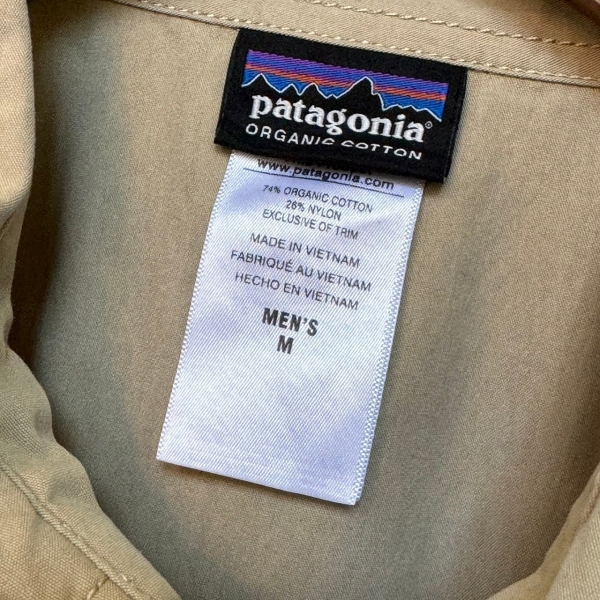 patagonia®
ORGANIC COTTON
www.patagonia.com
74% ORGANIC COTTON
26% NYLON
EXCLUSIVE OF TRIM
MADE IN VIETNAM
FABRIQUÉ AU VIETNAM
HECHO EN VIETNAM
MEN'S
M